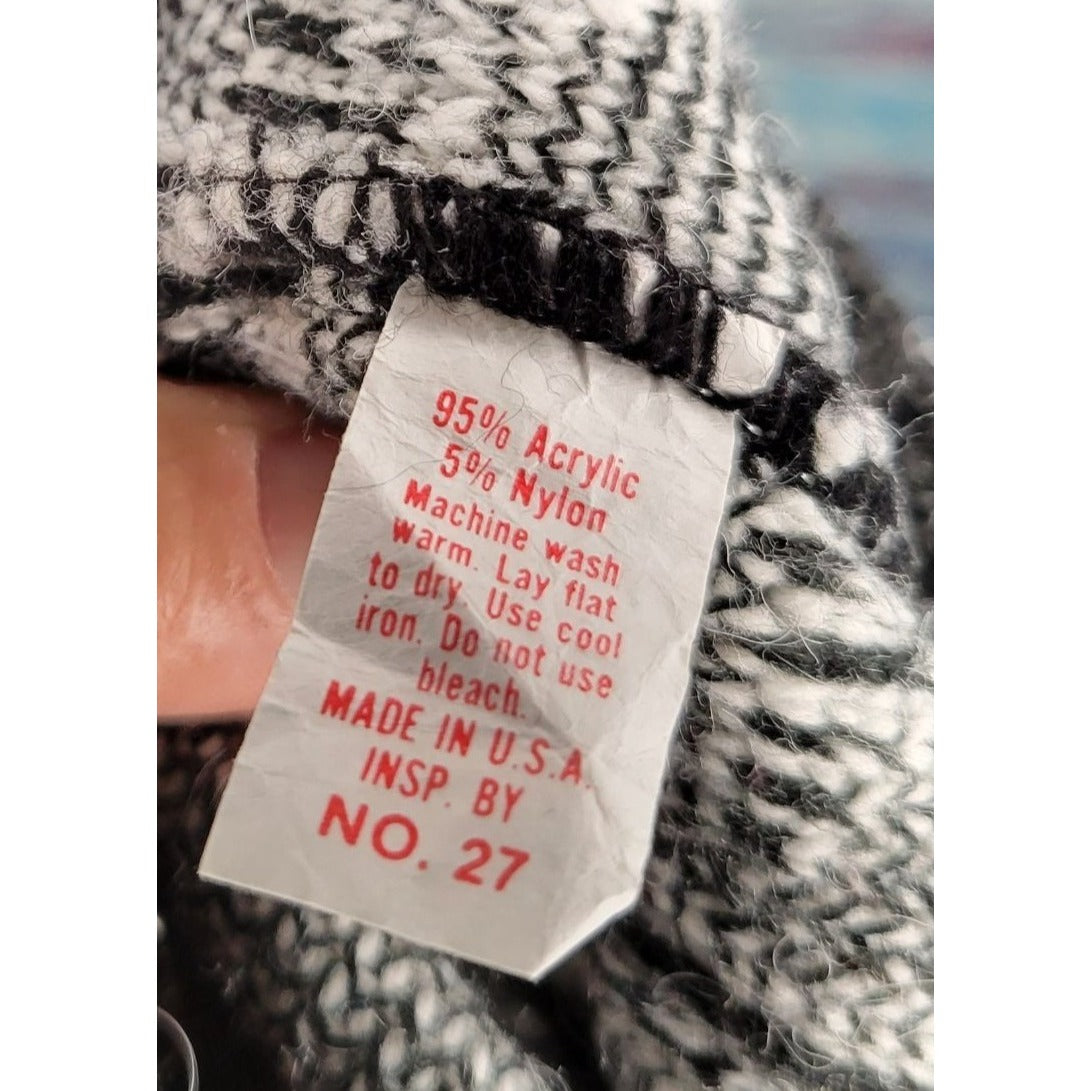 95% Acrylic
5% Nylon
Machine wash
warm. Lay flat
to dry. Use cool
iron. Do not use
bleach.
MADE IN U.S.A.
INSP. BY
NO. 27